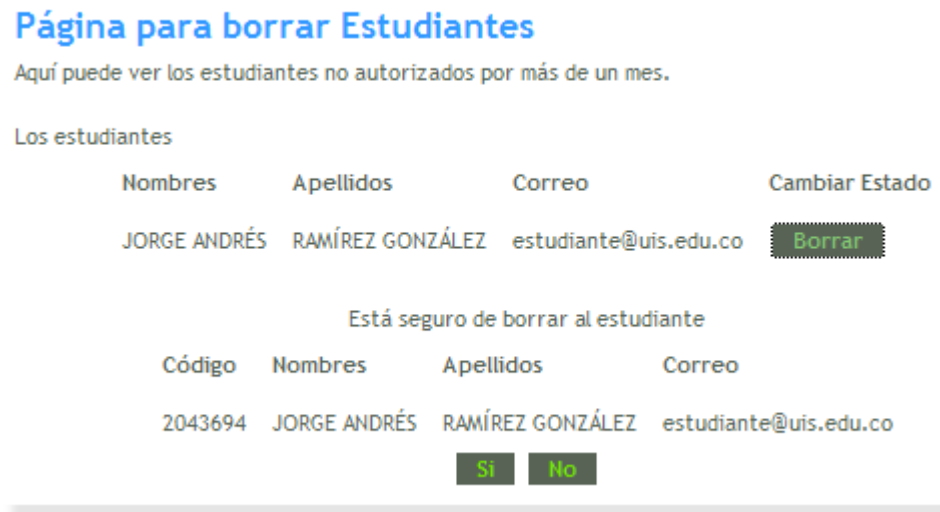 Página para borrar Estudiantes
Aquí puede ver los estudiantes no autorizados por más de un mes.
Los estudiantes
Nombres Apellidos Correo Cambiar Estado
JORGE ANDRÉS RAMÍREZ GONZÁLEZ estudiante@uis.edu.co Borrar
Está seguro de borrar al estudiante
Código Nombres Apellidos Correo
2043694 JORGE ANDRÉS RAMÍREZ GONZÁLEZ estudiante@uis.edu.co
Si No